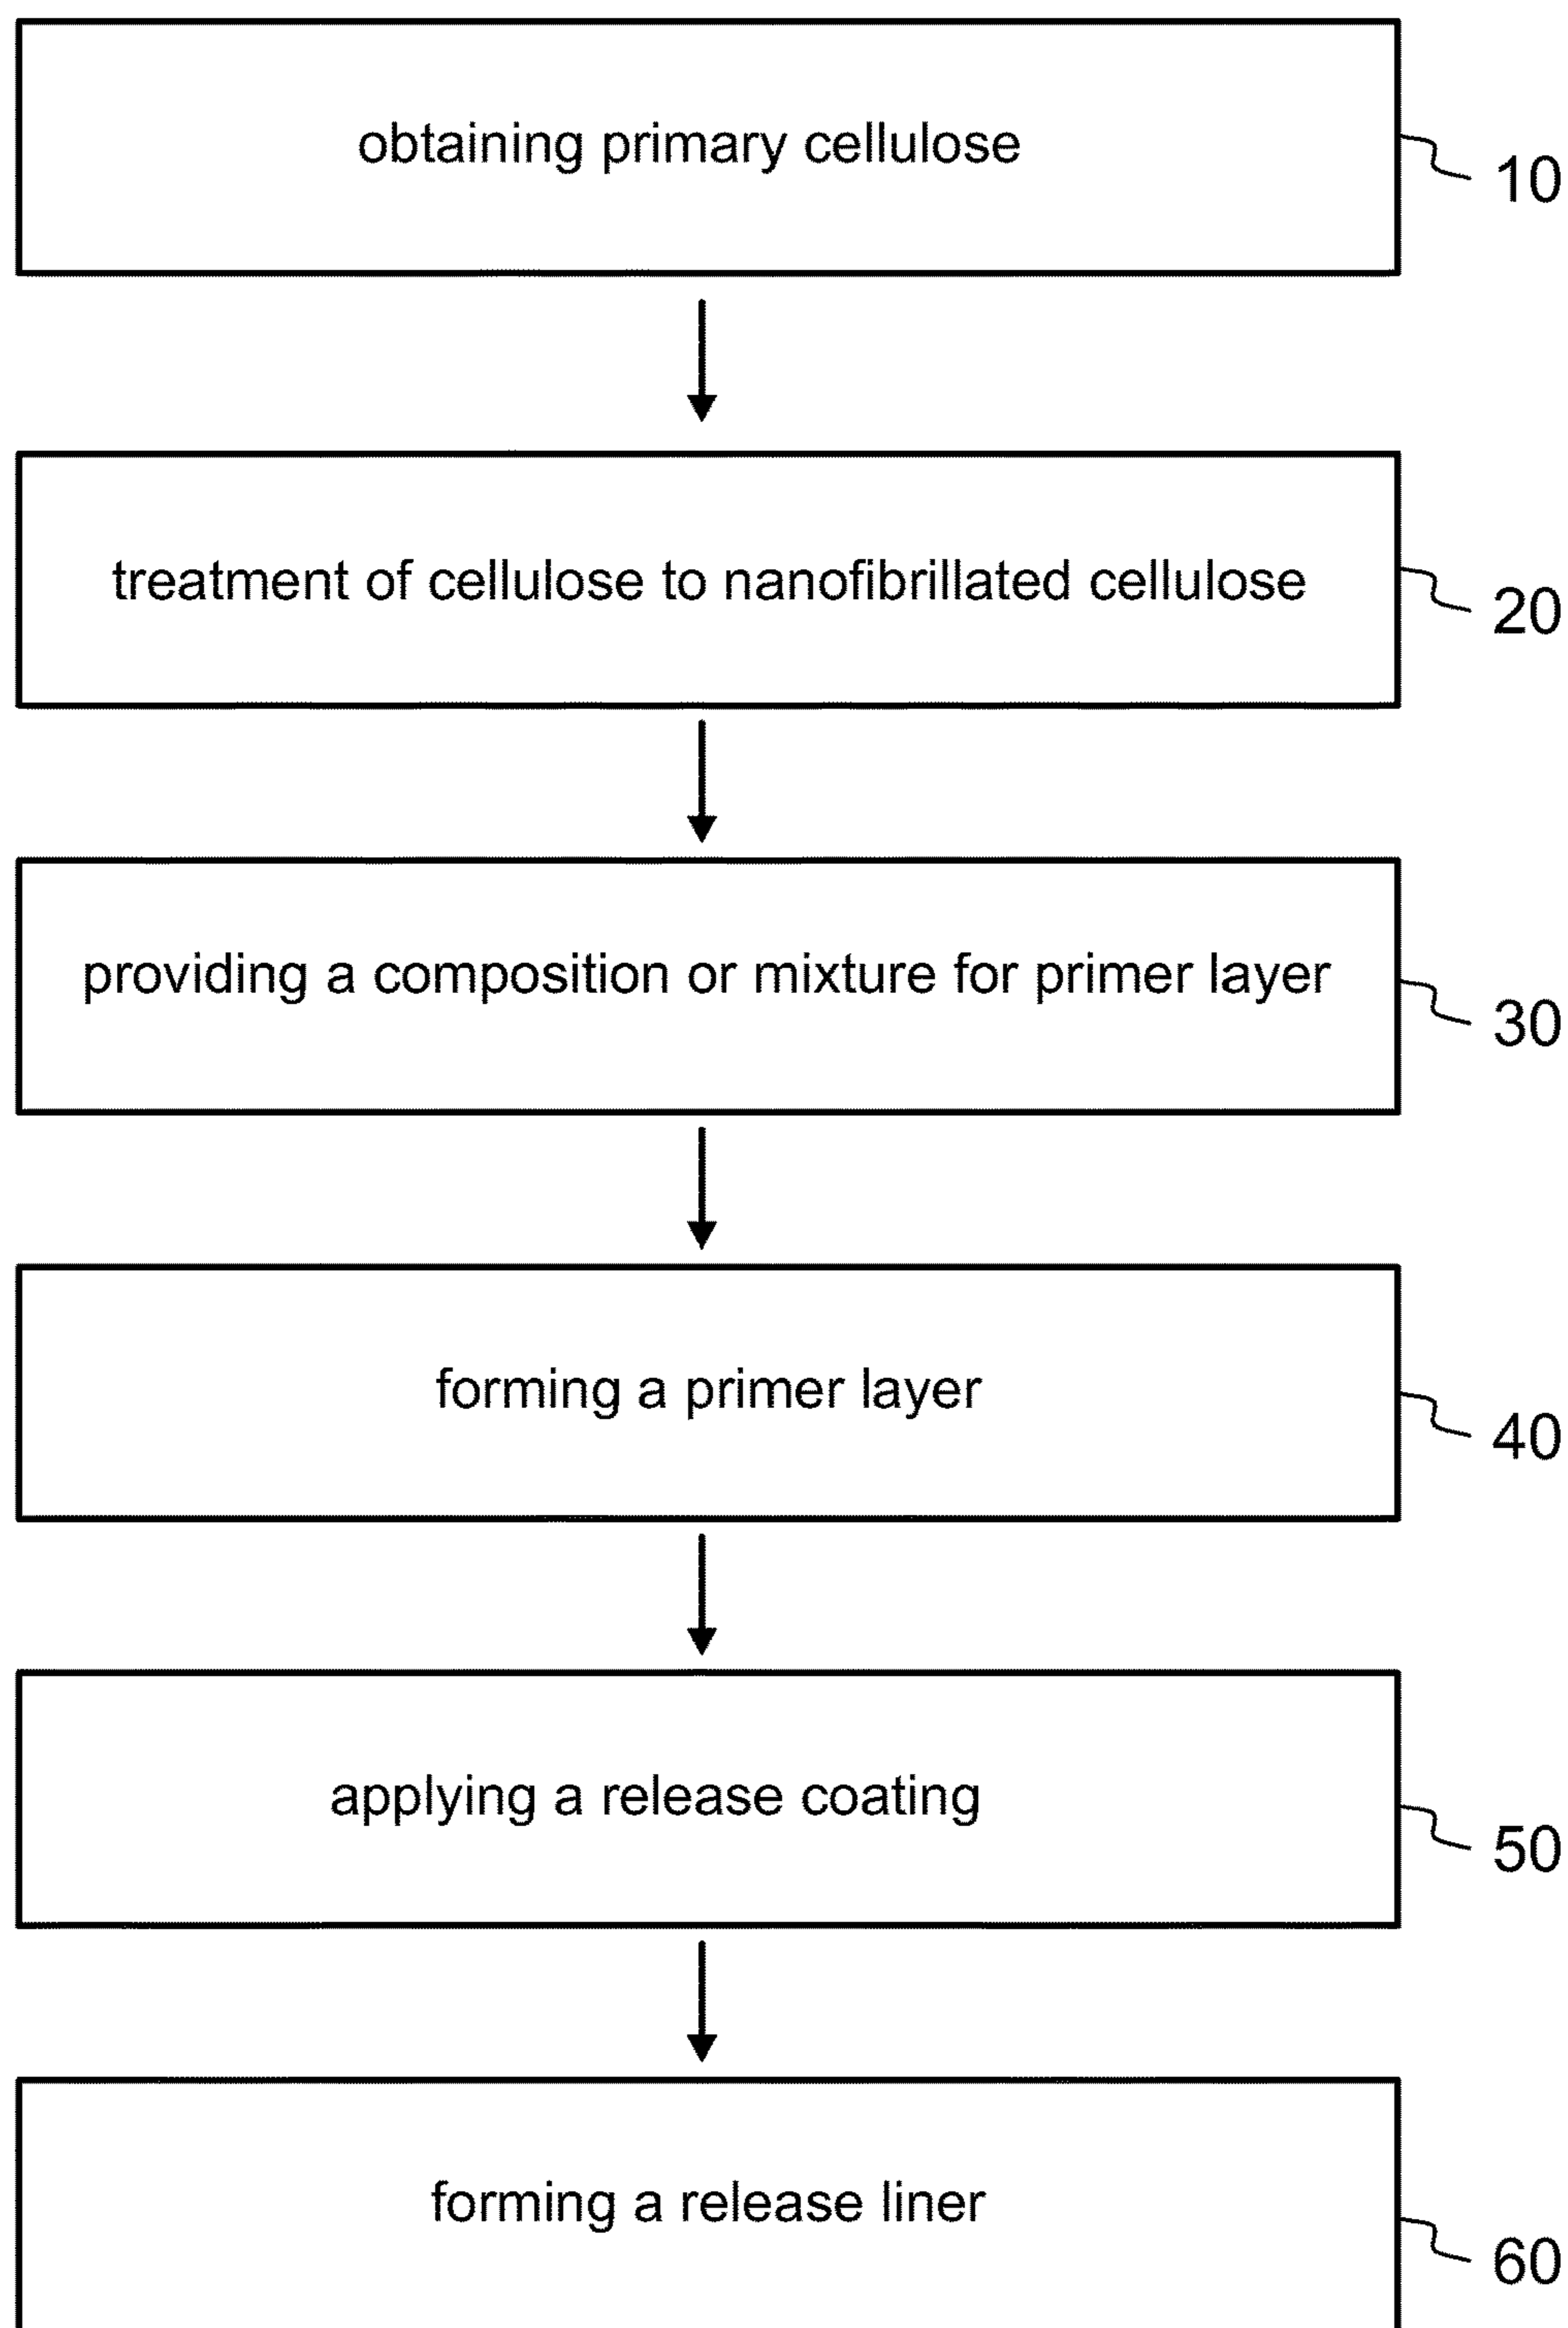 obtaining primary cellulose
10
treatment of cellulose to nanofibrillated cellulose
20
providing a composition or mixture for primer layer
30
forming a primer layer
40
applying a release coating
50
forming a release liner
60